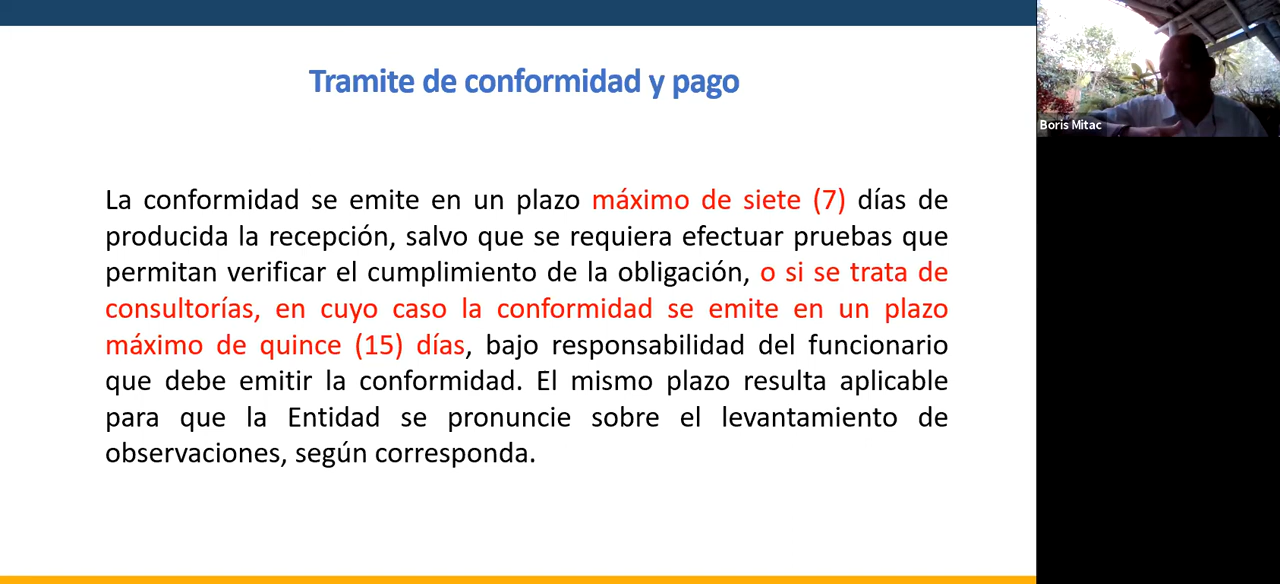 Tramite de conformidad y pago
La conformidad se emite en un plazo máximo de siete (7) días de
producida la recepción, salvo que se requiera efectuar pruebas que
permitan verificar el cumplimiento de la obligación, o si se trata de
consultorías, en cuyo caso la conformidad se emite en un plazo
máximo de quince (15) días, bajo responsabilidad del funcionario
que debe emitir la conformidad. El mismo plazo resulta aplicable
para que la Entidad se pronuncie sobre el levantamiento de
observaciones, según corresponda.
Boris Mitac